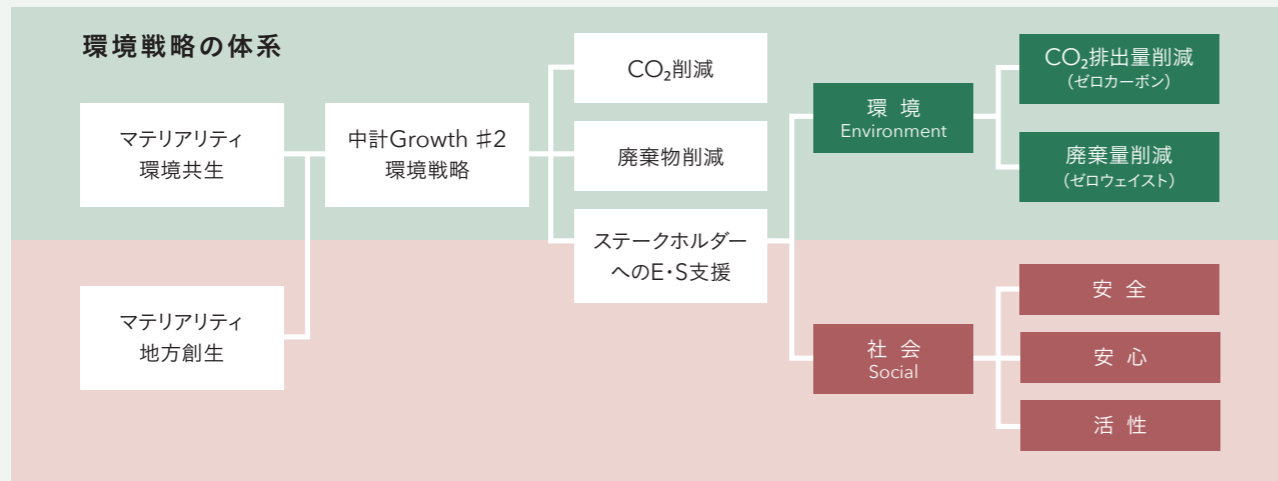 環境戦略の体系
マテリアリティ
環境共生
マテリアリティ
地方創生
中計Growth ♯2
環境戦略
CO₂削減
廃棄物削減
ステークホルダー
へのE・S支援
環 境
Environment
CO₂排出量削減
(ゼロカーボン)
廃棄量削減
(ゼロウェイスト)
社 会
Social
安 全
安 心
活 性